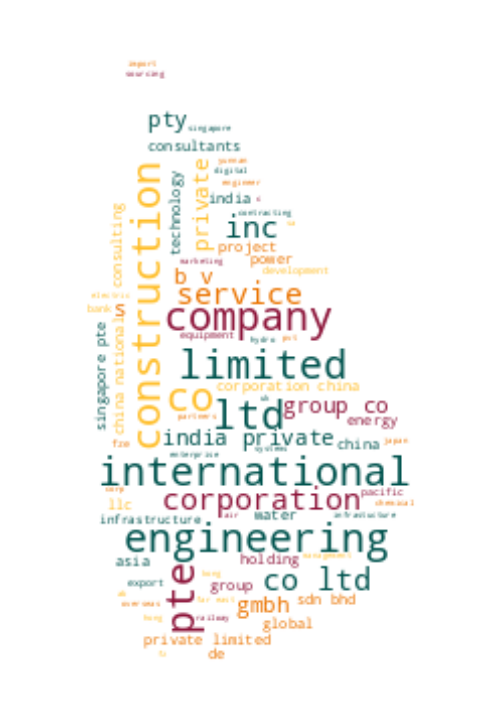 import
sourcing
pty
singapore
consultants
yunnan
digital
engineer
construction
technology
private
india
contracting
consulting
inc
project
power
marketing
development
b v
electric
service
bank
s
company
equipment
hydro
singapore pte
china national
limited
corporation china
co
ltd
group co
partners
energy
india private
china
japan
fze
systems
enterprise
international
corp
corporation
pacific
chemical
llc
air
water
infrastructure
infrastucture
engineering
asia
holding
management
pte
export
group
co ltd
hong
overseas
far east
gmbh
sdn bhd
kong
railway
global
private limited
de